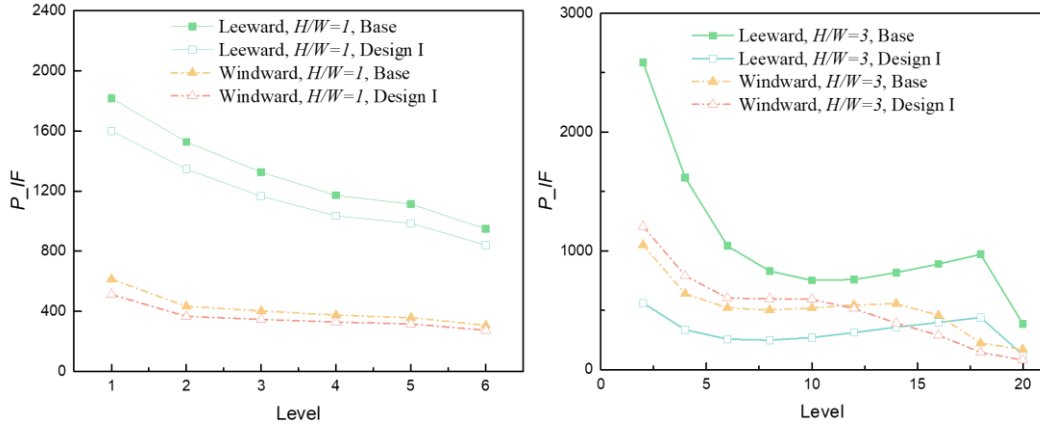 2400
2000
1600
1200
800
400
0
P_IF
1
2
3
4
5
6
Level
Leeward, H/W=1, Base
Leeward, H/W=1, Design I
Windward, H/W=1, Base
Windward, H/W=1, Design I
3000
2000
1000
0
P_IF
0
5
10
15
20
Level
Leeward, H/W=3, Base
Leeward, H/W=3, Design I
Windward, H/W=3, Base
Windward, H/W=3, Design I